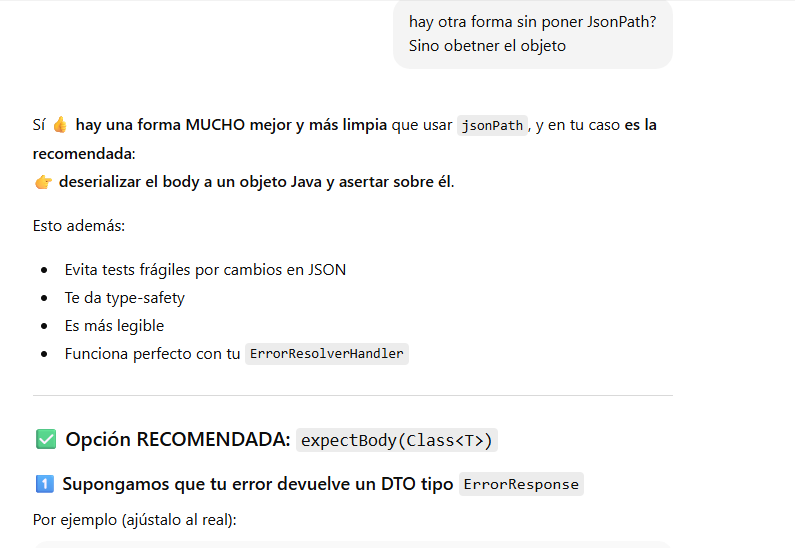 hay otra forma sin poner JsonPath?
Sino obetner el objeto
Sí 👍 hay una forma MUCHO mejor y más limpia que usar jsonPath, y en tu caso es la
recomendada:
👉 deserializar el body a un objeto Java y asertar sobre él.
Esto además:
• Evita tests frágiles por cambios en JSON
• Te da type-safety
• Es más legible
• Funciona perfecto con tu ErrorResolverHandler
✅ Opción RECOMENDADA: expectBody(Class<T>)
1️⃣ Supongamos que tu error devuelve un DTO tipo ErrorResponse
Por ejemplo (ajústalo al real):